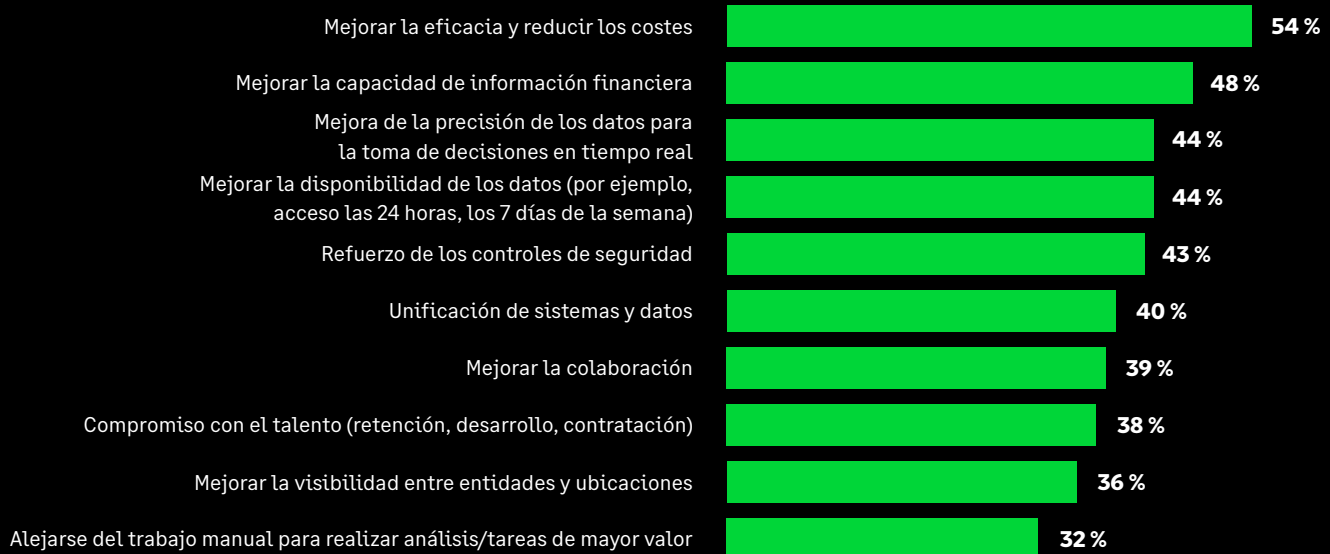 Mejorar la eficacia y reducir los costes 54 %
Mejorar la capacidad de información financiera 48 %
Mejora de la precisión de los datos para
la toma de decisiones en tiempo real 44 %
Mejorar la disponibilidad de los datos (por ejemplo,
acceso las 24 horas, los 7 días de la semana) 44 %
Refuerzo de los controles de seguridad 43 %
Unificación de sistemas y datos 40 %
Mejorar la colaboración 39 %
Compromiso con el talento (retención, desarrollo, contratación) 38 %
Mejorar la visibilidad entre entidades y ubicaciones 36 %
Alejarse del trabajo manual para realizar análisis/tareas de mayor valor 32 %